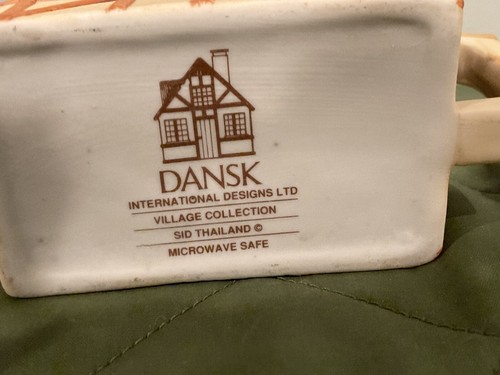 DANSK
INTERNATIONAL DESIGNS LTD
VILLAGE COLLECTION
SID THAILAND ©
MICROWAVE SAFE